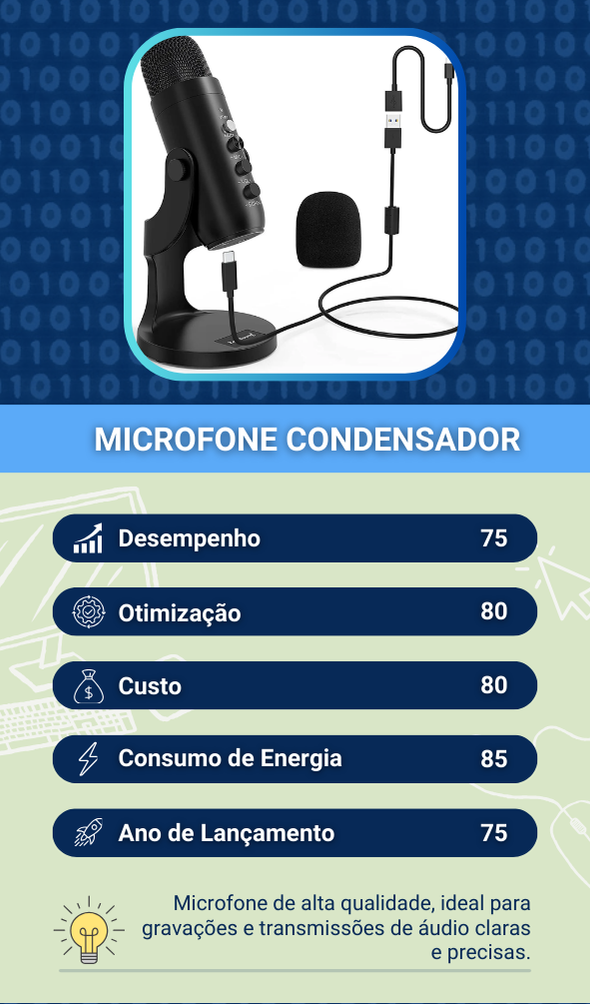 MICROFONE CONDENSADOR
Desempenho 75
Otimização 80
Custo 80
Consumo de Energia 85
Ano de Lançamento 75
Microfone de alta qualidade, ideal para
gravações e transmissões de áudio claras
e precisas.